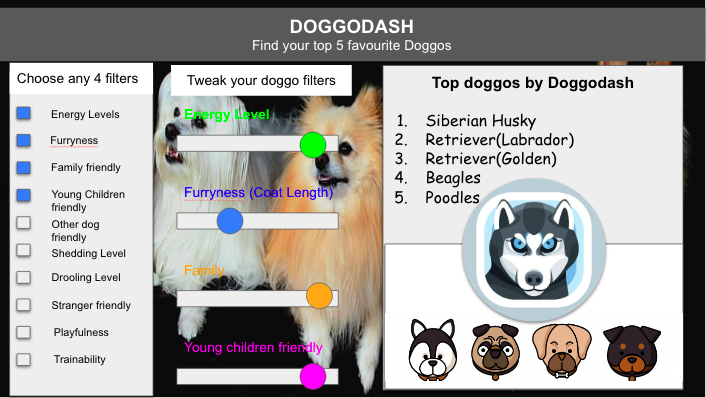 DOGGODASH
Find your top 5 favourite Doggos
Choose any 4 filters
Energy Levels
Furryness
Family friendly
Young Children
friendly
Other dog
friendly
Shedding Level
Drooling Level
Stranger friendly
Playfulness
Trainability
Tweak your doggo filters
Energy Level
Furryness (Coat Length)
Family
Young children friendly
Top doggos by Doggodash
1. Siberian Husky
2. Retriever(Labrador)
3. Retriever(Golden)
4. Beagles
5. Poodles